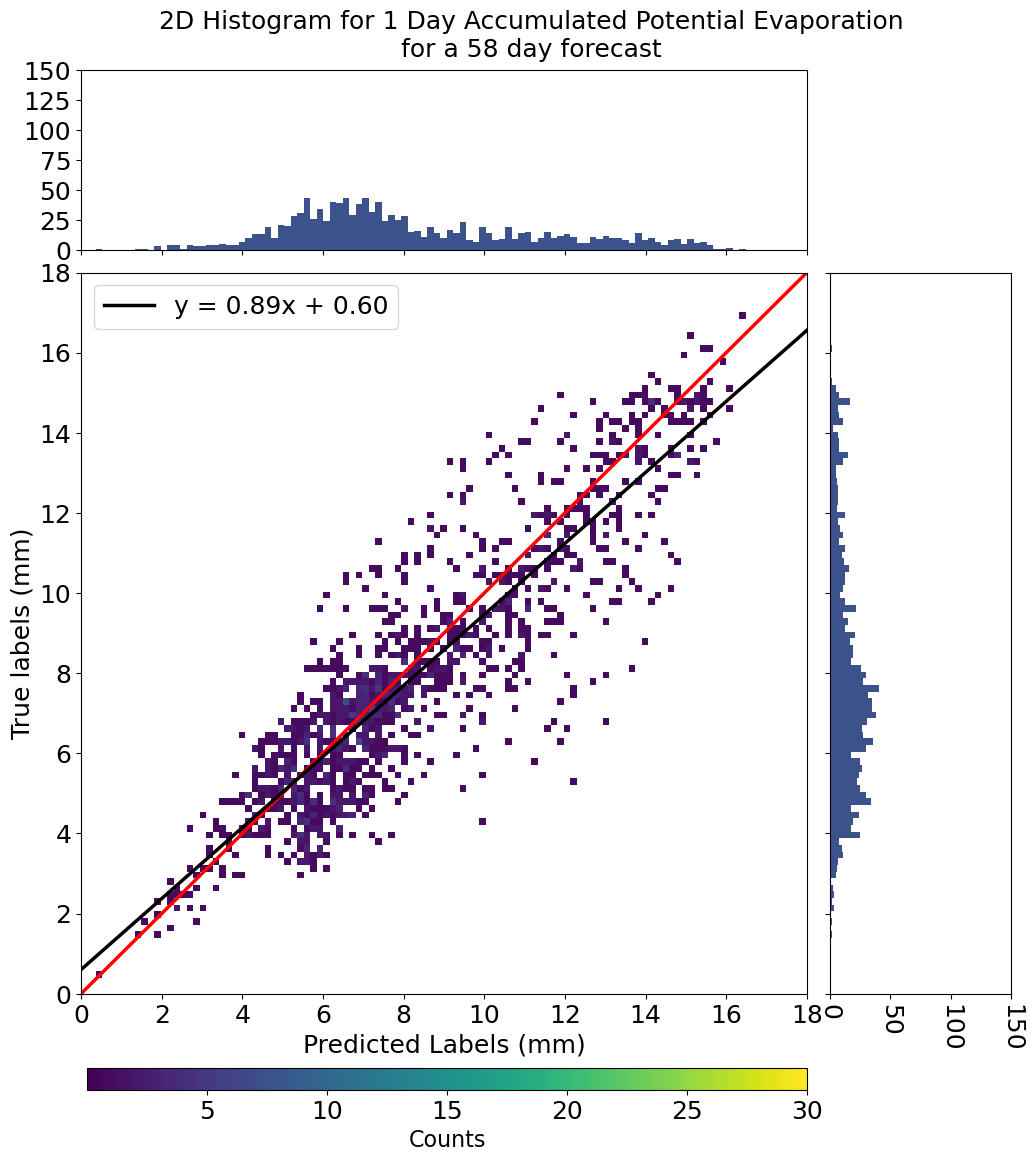 2D Histogram for 1 Day Accumulated Potential Evaporation
for a 58 day forecast
150
125
100
75
50
25
0
18
16
14
12
10
8
6
4
2
0
True labels (mm)
y = 0.89x + 0.60
0 2 4 6 8 10 12 14 16 18
Predicted Labels (mm)
0 50 100 150
5 10 15 20 25 30
Counts